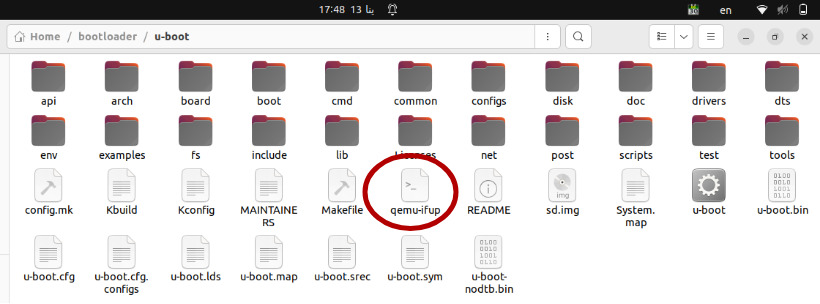 17:48 13 ينا
en
Home / bootloader / u-boot
api arch board boot cmd common configs disk doc drivers dts
env examples fs include lib Licenses net post scripts test tools
config.mk Kbuild Kconfig MAINTAINE Makefile qemu-ifup README sd.img System. u-boot u-boot.bin
RS map
u-boot.cfg u-boot.cfg. u-boot.lds u-boot.map u-boot.srec u-boot.sym u-boot-
configs nodtb.bin